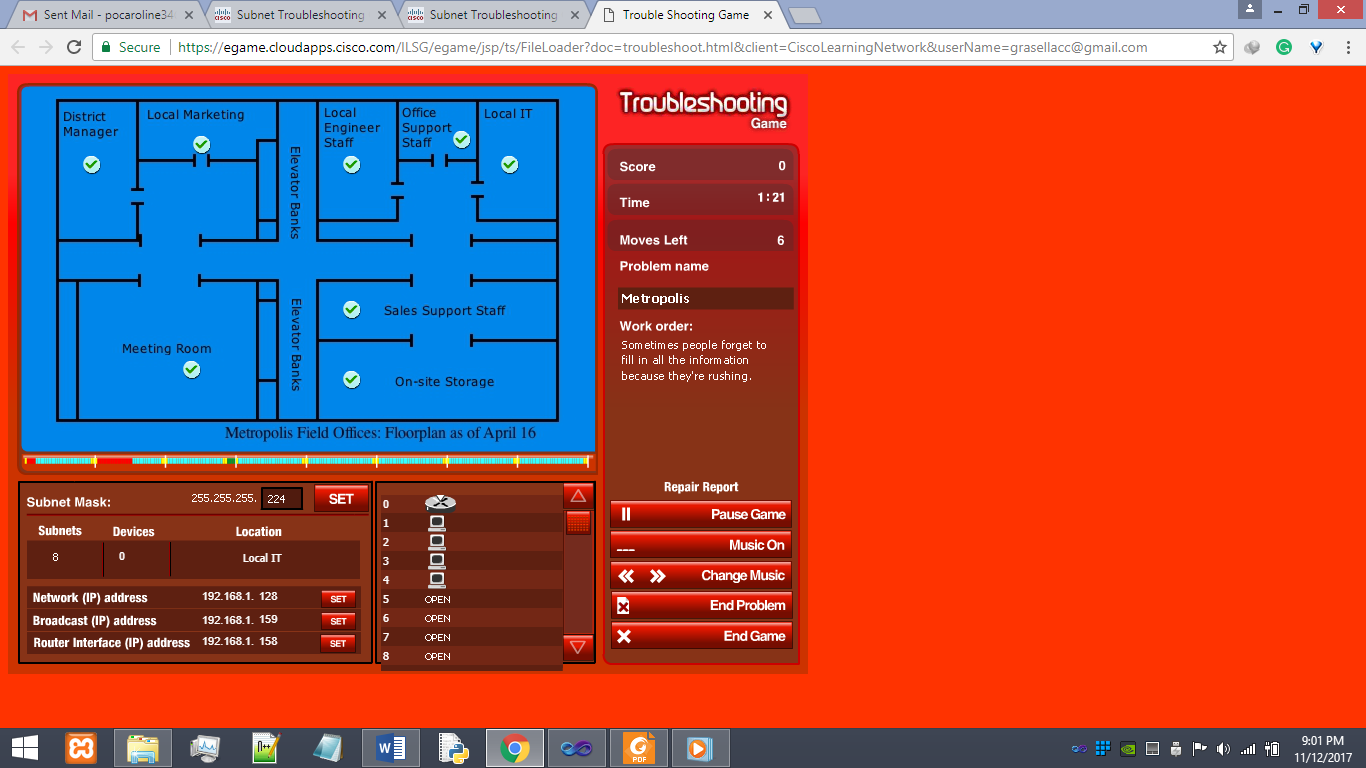 Sent Mail - pocaroline34
Subnet Troubleshooting
Subnet Troubleshooting
Trouble Shooting Game
Secure
https://egame.cloudapps.cisco.com/ILSG/egame/jsp/ts/FileLoader?doc=troubleshoot.html&client=CiscoLearningNetwork&userName=grasellacc@gmail.com
District
Manager
Local Marketing
Elevator Banks
Local
Engineer
Staff
Office
Support
Staff
Local IT
Meeting Room
Elevator Banks
Sales Support Staff
On-site Storage
Metropolis Field Offices: Floorplan as of April 16
Troubleshooting
Game
Score 0
Time 1:21
Moves Left 6
Problem name
Metropolis
Work order:
Sometimes people forget to
fill in all the information
because they're rushing.
Repair Report
Pause Game
Music On
Change Music
End Problem
End Game
Subnet Mask: 255.255.255. 224 SET
Subnets Devices Location
8 0 Local IT
Network (IP) address 192.168.1. 128 SET
Broadcast (IP) address 192.168.1. 159 SET
Router Interface (IP) address 192.168.1. 158 SET
0
1
2
3
4
5 OPEN
6 OPEN
7 OPEN
8 OPEN
9:01 PM
11/12/2017